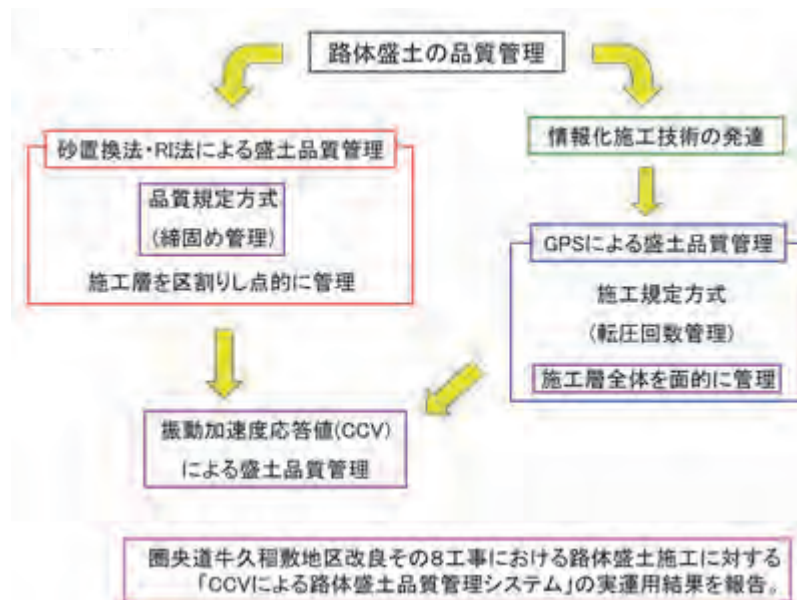 路体盛土の品質管理
砂置換法・RI法による盛土品質管理
品質規定方式
(締固め管理)
施工層を区割りし点的に管理
情報化施工技術の発達
GPSによる盛土品質管理
施工規定方式
(転圧回数管理)
施工層全体を面的に管理
振動加速度応答値(CCV)
による盛土品質管理
圏央道牛久稲敷地区改良その8工事における路体盛土施工に対する
「CCVによる路体盛土品質管理システム」の実運用結果を報告。